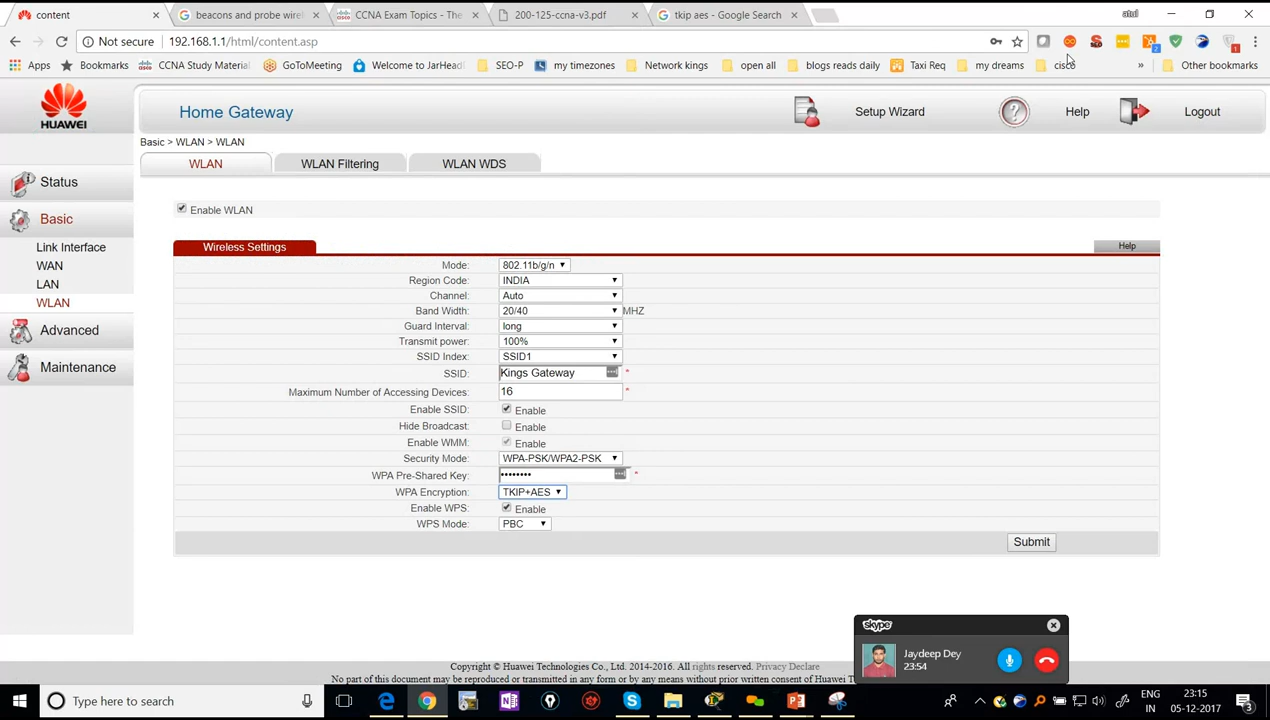 content
beacons and probe wire
CCNA Exam Topics - The
200-125-ccna-v3.pdf
tkip aes - Google Search
atul
Not secure
192.168.1.1/html/content.asp
Apps
Bookmarks
CCNA Study Material
GoToMeeting
Welcome to JarHead
SEO-P
my timezones
Network kings
open all
blogs reads daily
Taxi Req
my dreams
cisco
»
Other bookmarks
HUAWEI
Home Gateway
Setup Wizard
Help
Logout
Basic > WLAN > WLAN
WLAN
WLAN Filtering
WLAN WDS
Status
Basic
Link Interface
WAN
LAN
WLAN
Advanced
Maintenance
Enable WLAN
Wireless Settings
Help
Mode: 802.11b/g/n
Region Code: INDIA
Channel: Auto
Band Width: 20/40 MHZ
Guard Interval: long
Transmit power: 100%
SSID Index: SSID1
SSID: Kings Gateway *
Maximum Number of Accessing Devices: 16 *
Enable SSID: Enable
Hide Broadcast: Enable
Enable WMM: Enable
Security Mode: WPA-PSK/WPA2-PSK
WPA Pre-Shared Key: •••••••• *
WPA Encryption: TKIP+AES
Enable WPS: Enable
WPS Mode: PBC
Submit
skype
Jaydeep Dey
23:54
Copyright © Huawei Technologies Co., Ltd. 2014-2016. All rights reserved. Privacy Declare
No part of this document may be reproduced or transmitted in any form or by any means without prior written consent of Huawei T
Type here to search
ENG
IN
23:15
05-12-2017
3